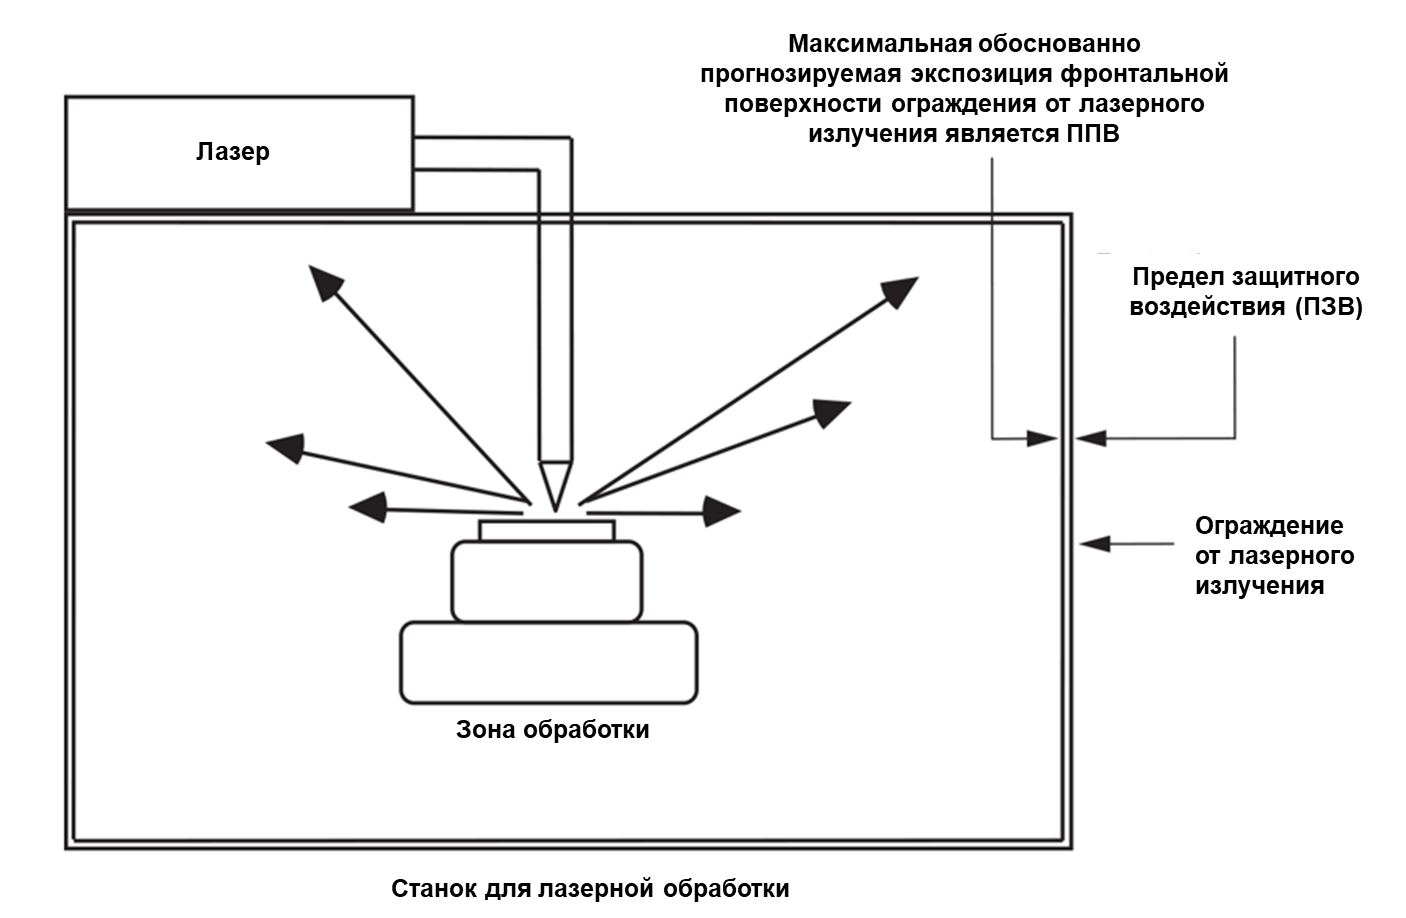 Максимальная обоснованно
прогнозируемая экспозиция фронтальной
поверхности ограждения от лазерного
излучения является ППВ
Лазер
Предел защитного
воздействия (ПЗВ)
Ограждение
от лазерного
излучения
Зона обработки
Станок для лазерной обработки